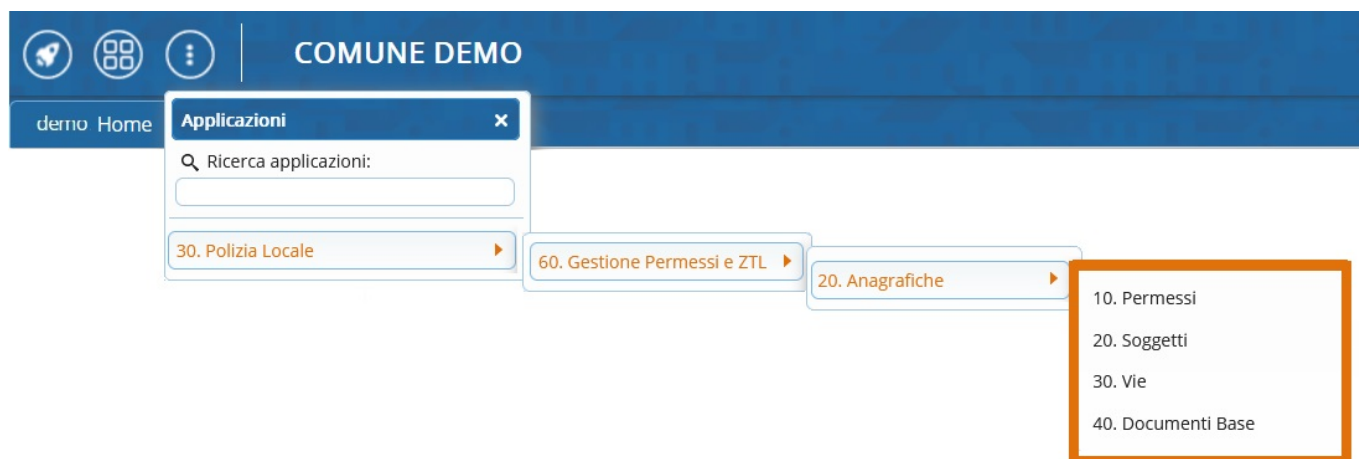 COMUNE DEMO
demo Home
Applicazioni
Ricerca applicazioni:
30. Polizia Locale
60. Gestione Permessi e ZTL
20. Anagrafiche
10. Permessi
20. Soggetti
30. Vie
40. Documenti Base